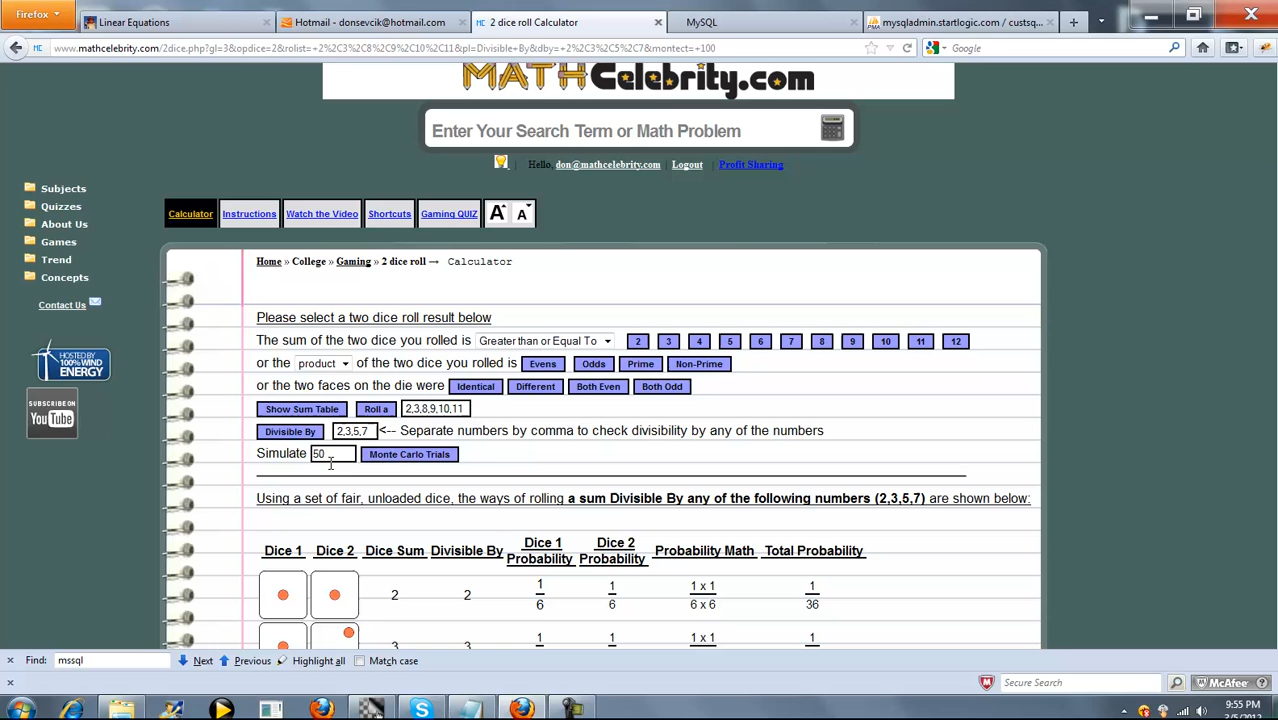 Firefox
Linear Equations
Hotmail - donsevcik@hotmail.com
MC 2 dice roll Calculator
MySQL
mysqladmin.startlogic.com / custsq...
MC www.mathcelebrity.com/2dice.php?gl=3&opdice=2&rolist=+2%2C3%2C8%2C9%2C10%2C11&pl=Divisible+By&dby=+2%2C3%2C5%2C7&montect=+100
Google
MATHCelebrity.com
Enter Your Search Term or Math Problem
| Hello, don@mathcelebrity.com | Logout | Profit Sharing
Subjects
Quizzes
About Us
Games
Trend
Concepts
Contact Us
HOSTED BY
100% WIND
ENERGY
SUBSCRIBE ON
YouTube
Calculator Instructions Watch the Video Shortcuts Gaming QUIZ A A
Home » College » Gaming » 2 dice roll → Calculator
Please select a two dice roll result below
The sum of the two dice you rolled is Greater than or Equal To 2 3 4 5 6 7 8 9 10 11 12
or the product of the two dice you rolled is Evens Odds Prime Non-Prime
or the two faces on the die were Identical Different Both Even Both Odd
Show Sum Table Roll a 2,3,8,9,10,11
Divisible By 2,3,5,7 <-- Separate numbers by comma to check divisibility by any of the numbers
Simulate 50 Monte Carlo Trials
Using a set of fair, unloaded dice, the ways of rolling a sum Divisible By any of the following numbers (2,3,5,7) are shown below:
Dice 1 Dice 2 Dice Sum Divisible By Dice 1 Probability Dice 2 Probability Probability Math Total Probability
2 2 1/6 1/6 1 x 1/6 x 6 1/36
3 3 1 1 1 x 1 1
Find: mssql Next Previous Highlight all Match case
Secure Search McAfee
9:55 PM
3/5/2012